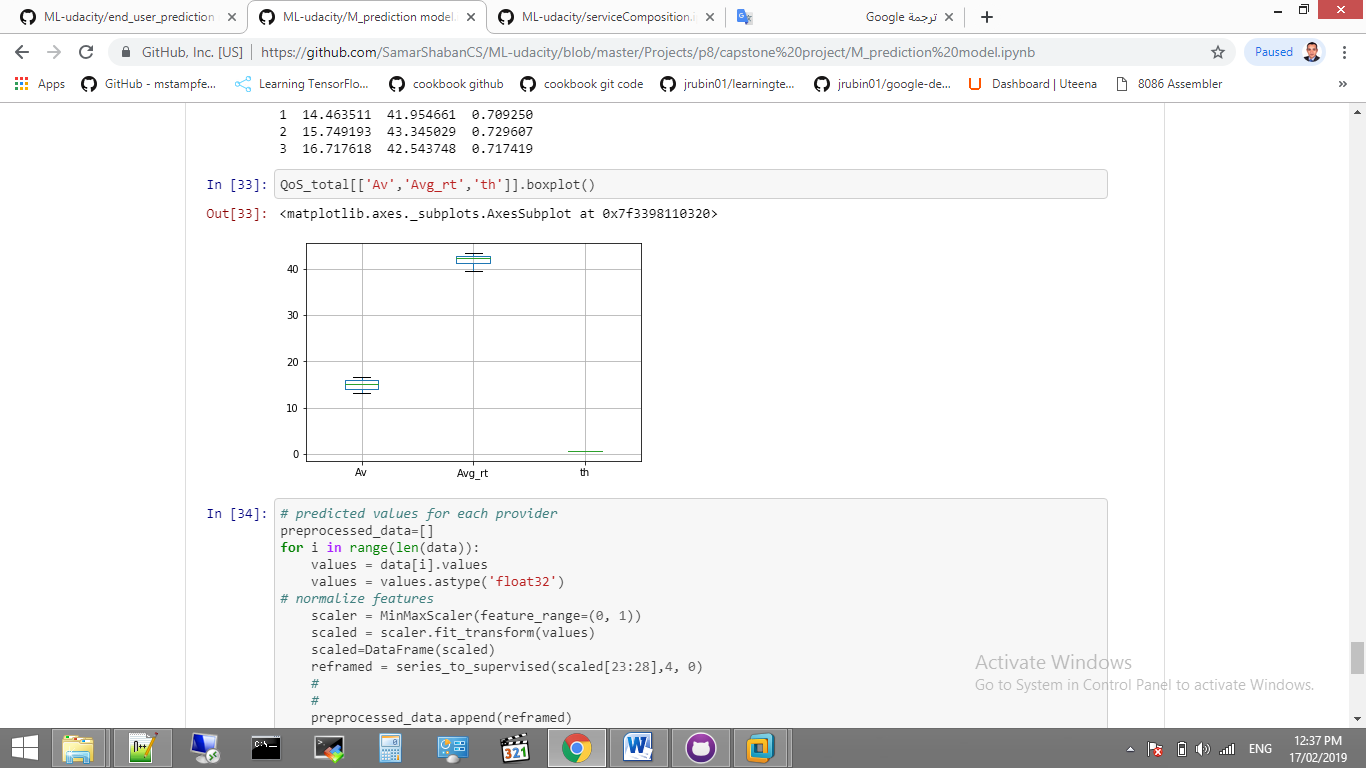 ML-udacity/end_user_prediction
ML-udacity/M_prediction model.
ML-udacity/serviceComposition.i
ترجمة Google
GitHub, Inc. [US]
https://github.com/SamarShabanCS/ML-udacity/blob/master/Projects/p8/capstone%20project/M_prediction%20model.ipynb
Paused
Apps
GitHub - mstampfe...
Learning TensorFlo...
cookbook github
cookbook git code
jrubin01/learningte...
jrubin01/google-de...
Dashboard | Uteena
8086 Assembler
»
1 14.463511 41.954661 0.709250
2 15.749193 43.345029 0.729607
3 16.717618 42.543748 0.717419
In [33]: QoS_total[['Av','Avg_rt','th']].boxplot()
Out[33]: <matplotlib.axes._subplots.AxesSubplot at 0x7f3398110320>
40
30
20
10
0
Av Avg_rt th
In [34]: # predicted values for each provider
preprocessed_data=[]
for i in range(len(data)):
values = data[i].values
values = values.astype('float32')
# normalize features
scaler = MinMaxScaler(feature_range=(0, 1))
scaled = scaler.fit_transform(values)
scaled=DataFrame(scaled)
reframed = series_to_supervised(scaled[23:28],4, 0)
#
#
preprocessed_data.append(reframed)
Activate Windows
Go to System in Control Panel to activate Windows.
321
ENG
12:37 PM
17/02/2019